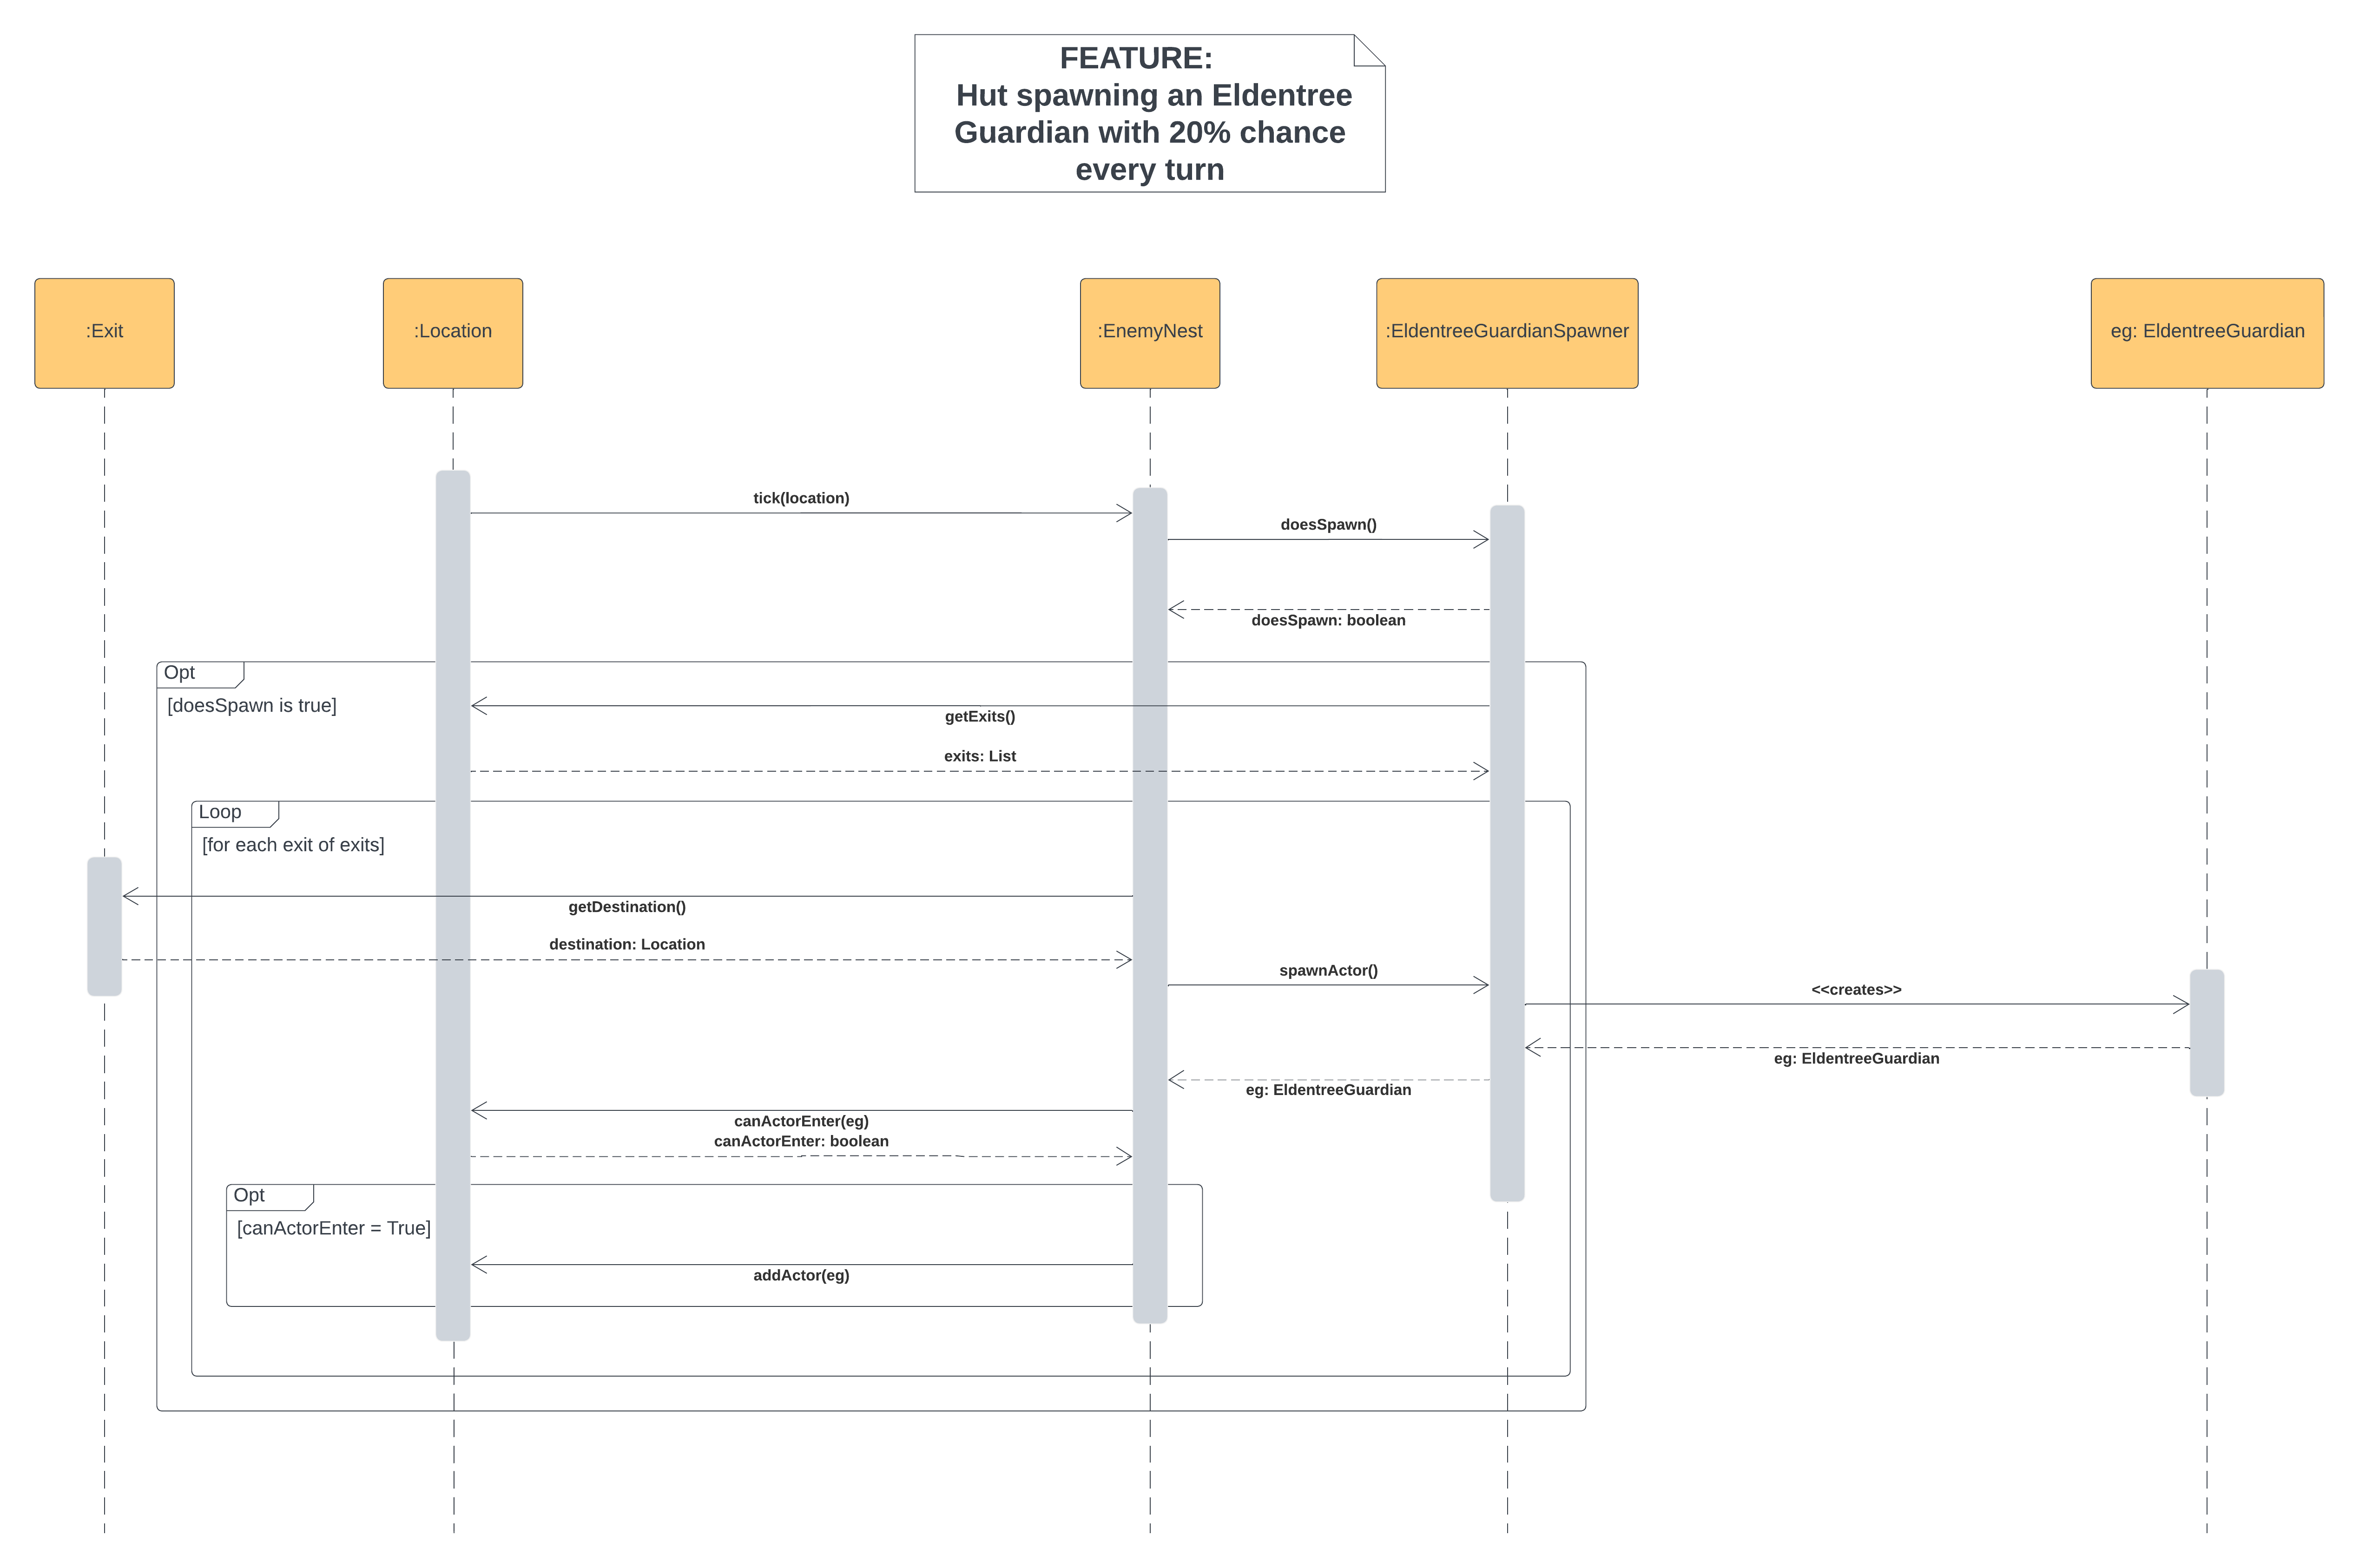 FEATURE:
Hut spawning an Eldentree
Guardian with 20% chance
every turn
:Exit
:Location
:EnemyNest
:EldentreeGuardianSpawner
eg: EldentreeGuardian
tick(location)
doesSpawn()
doesSpawn: boolean
Opt
[doesSpawn is true]
getExits()
exits: List
Loop
[for each exit of exits]
getDestination()
destination: Location
spawnActor()
<<creates>>
eg: EldentreeGuardian
eg: EldentreeGuardian
canActorEnter(eg)
canActorEnter: boolean
Opt
[canActorEnter = True]
addActor(eg)